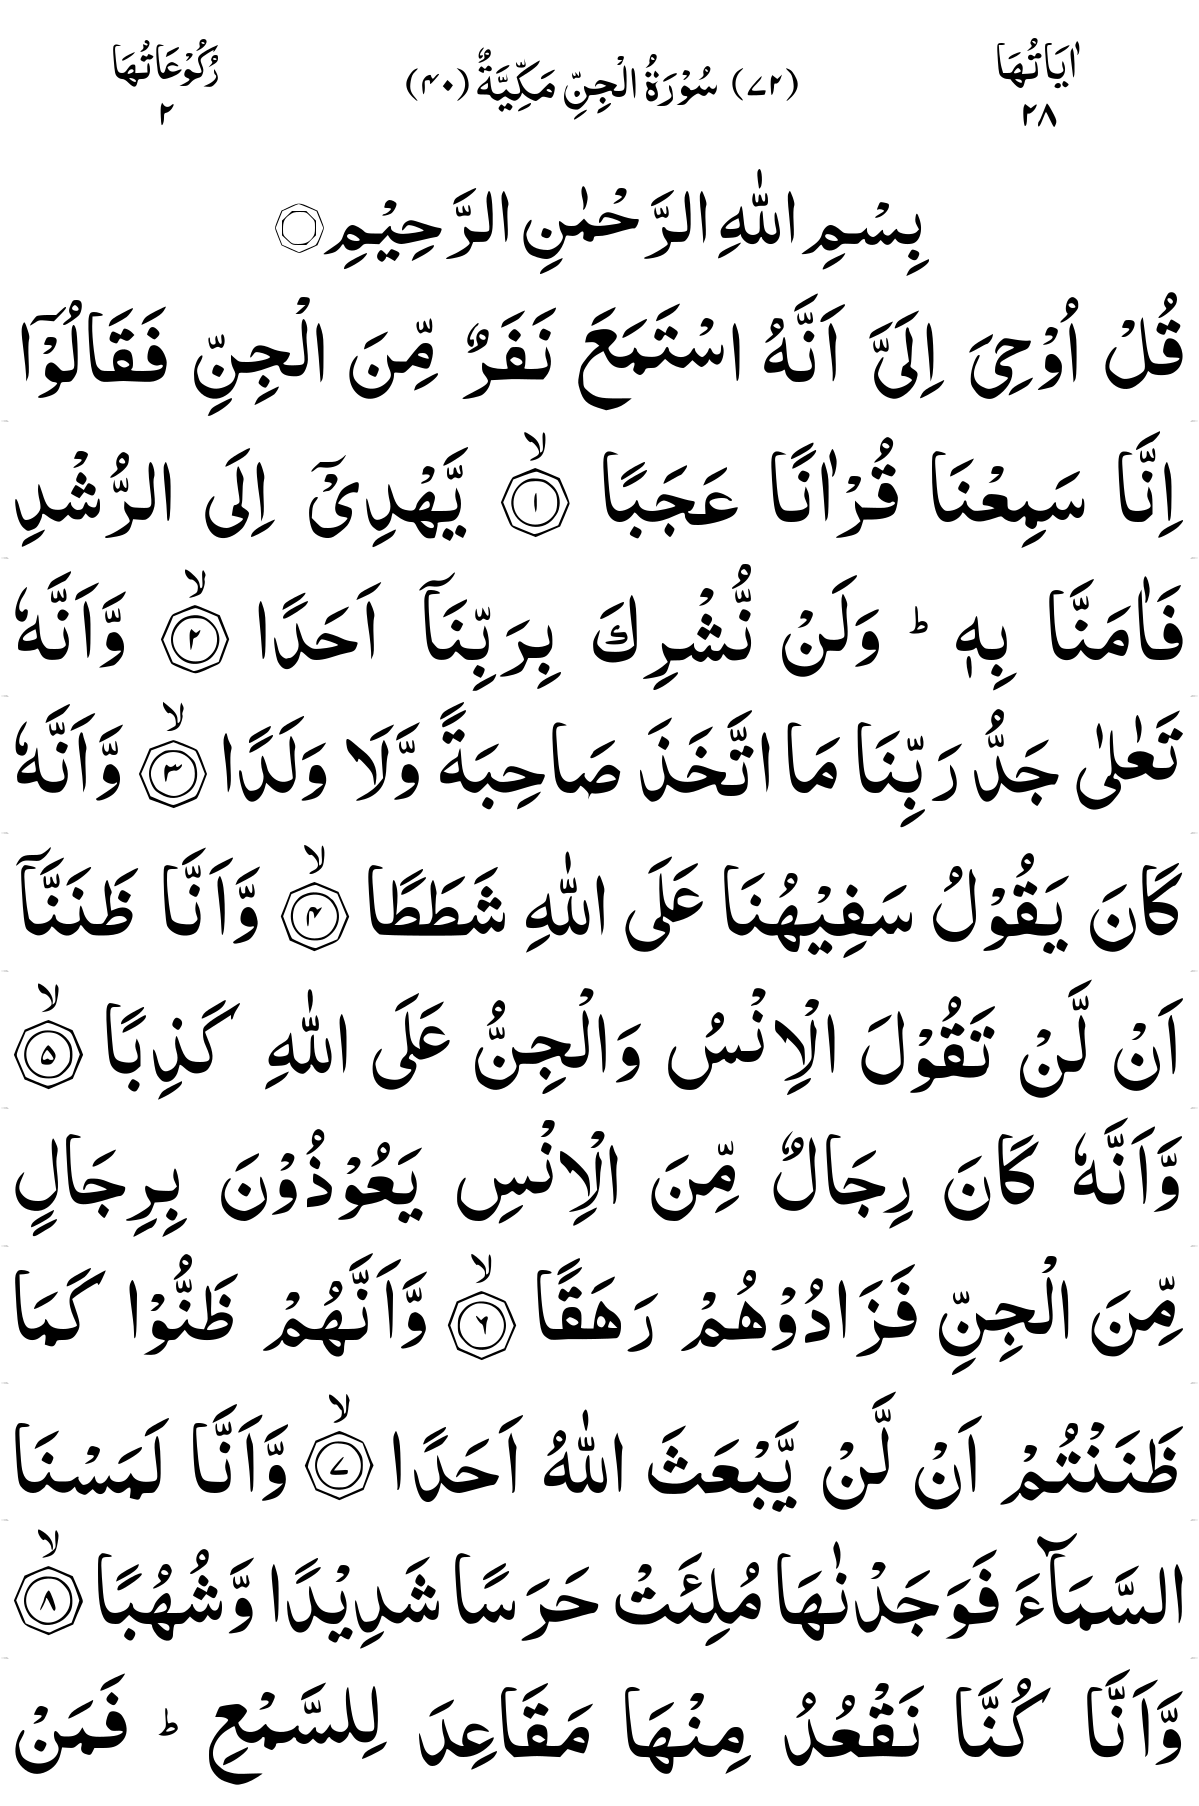 اٰيَاتُهَا (٧٢) سُوْرَةُ الْجِنِّ مَكِّيَّةٌ (٤٠) رُكُوْعَاتُهَا
٢٨ ٢
بِسْمِ اللّٰهِ الرَّحْمٰنِ الرَّحِيْمِ۝
قُلْ اُوْحِىَ اِلَىَّ اَنَّهُ اسْتَمَعَ نَفَرٌ مِّنَ الْجِنِّ فَقَالُوْٓا
اِنَّا سَمِعْنَا قُرْاٰنًا عَجَبًا ۙ‏﴿۱﴾ يَّهْدِىْۤ اِلَى الرُّشْدِ
فَاٰمَنَّا بِهٖ‌ ؕ وَلَنْ نُّشْرِكَ بِرَبِّنَاۤ اَحَدًا ۙ‏﴿۲﴾ وَّاَنَّهٗ
تَعٰلٰى جَدُّ رَبِّنَا مَا اتَّخَذَ صَاحِبَةً وَّلَا وَلَدًا ۙ‏﴿۳﴾ وَّاَنَّهٗ
كَانَ يَقُوْلُ سَفِيْهُنَا عَلَى اللّٰهِ شَطَطًا ۙ‏﴿۴﴾ وَّاَنَّا ظَنَنَّاۤ
اَنْ لَّنْ تَقُوْلَ الْاِنْسُ وَالْجِنُّ عَلَى اللّٰهِ كَذِبًا ۙ‏﴿۵﴾
وَّاَنَّهٗ كَانَ رِجَالٌ مِّنَ الْاِنْسِ يَعُوْذُوْنَ بِرِجَالٍ
مِّنَ الْجِنِّ فَزَادُوْهُمْ رَهَقًا ۙ‏﴿۶﴾ وَّاَنَّهُمْ ظَنُّوْا كَمَا
ظَنَنْتُمْ اَنْ لَّنْ يَّبْعَثَ اللّٰهُ اَحَدًا ۙ‏﴿۷﴾ وَّاَنَّا لَمَسْنَا
السَّمَآءَ فَوَجَدْنٰهَا مُلِئَتْ حَرَسًا شَدِيْدًا وَّشُهُبًا ۙ‏﴿۸﴾
وَّاَنَّا كُنَّا نَقْعُدُ مِنْهَا مَقَاعِدَ لِلسَّمْعِ‌ ؕ فَمَنْ